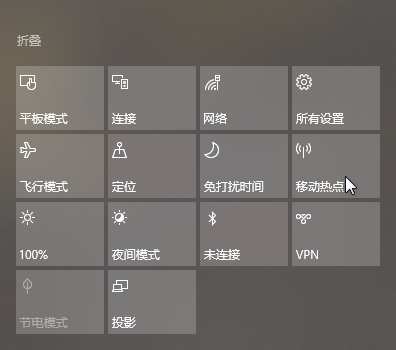 折叠
平板模式
连接
网络
所有设置
飞行模式
定位
免打扰时间
移动热点
100%
夜间模式
未连接
VPN
节电模式
投影